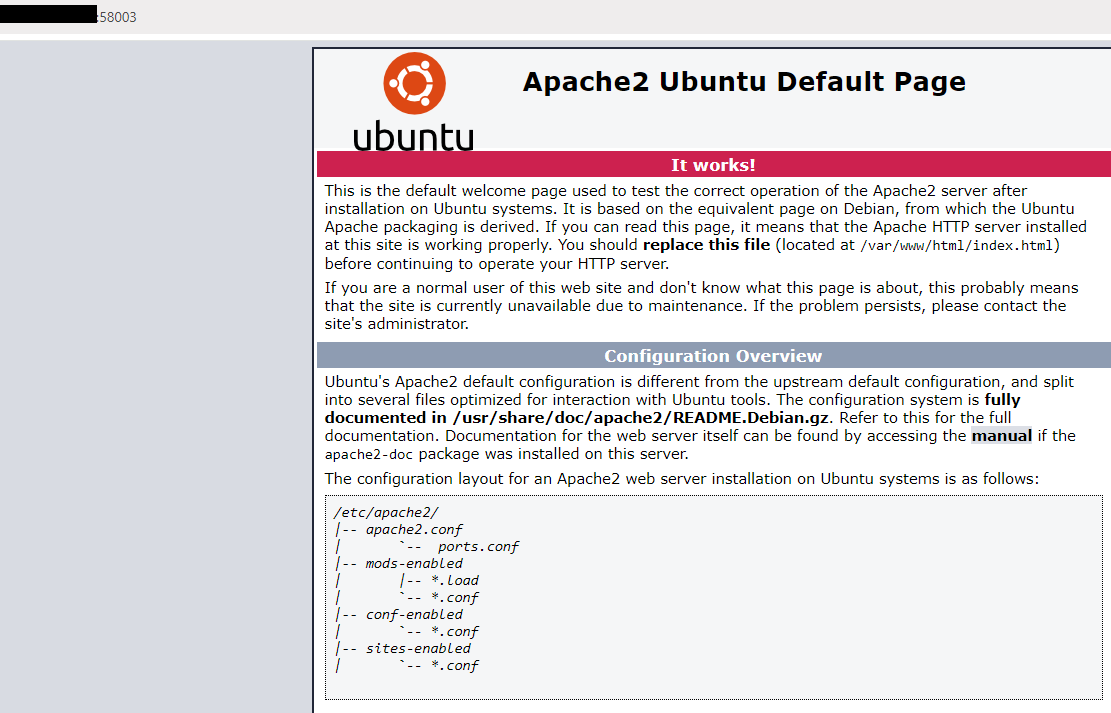 :58003
ubuntu
Apache2 Ubuntu Default Page
It works!
This is the default welcome page used to test the correct operation of the Apache2 server after
installation on Ubuntu systems. It is based on the equivalent page on Debian, from which the Ubuntu
Apache packaging is derived. If you can read this page, it means that the Apache HTTP server installed
at this site is working properly. You should replace this file (located at /var/www/html/index.html)
before continuing to operate your HTTP server.
If you are a normal user of this web site and don't know what this page is about, this probably means
that the site is currently unavailable due to maintenance. If the problem persists, please contact the
site's administrator.
Configuration Overview
Ubuntu's Apache2 default configuration is different from the upstream default configuration, and split
into several files optimized for interaction with Ubuntu tools. The configuration system is fully
documented in /usr/share/doc/apache2/README.Debian.gz. Refer to this for the full
documentation. Documentation for the web server itself can be found by accessing the manual if the
apache2-doc package was installed on this server.
The configuration layout for an Apache2 web server installation on Ubuntu systems is as follows:
/etc/apache2/
|-- apache2.conf
|       `--  ports.conf
|-- mods-enabled
|       |-- *.load
|       `-- *.conf
|-- conf-enabled
|       `-- *.conf
|-- sites-enabled
|       `-- *.conf